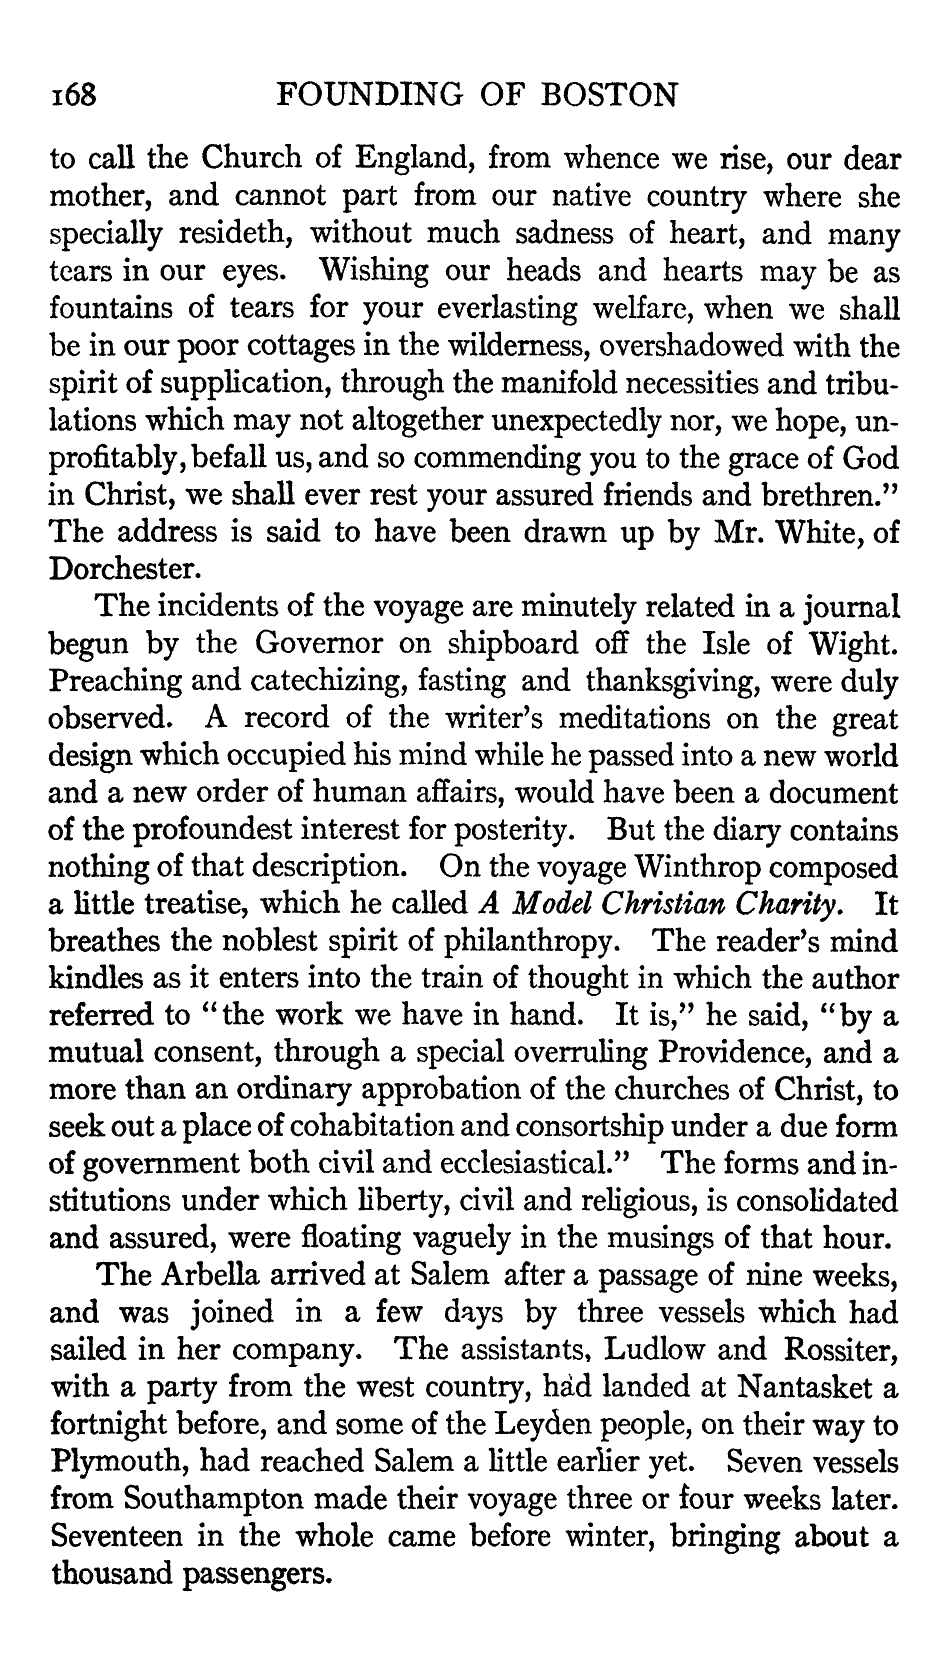 168 FOUNDING OF BOSTON
to call the Church of England, from whence we rise, our dear
mother, and cannot part from our native country where she
specially resideth, without much sadness of heart, and many
tears in our eyes. Wishing our heads and hearts may be as
fountains of tears for your everlasting welfare, when we shall
be in our poor cottages in the wilderness, overshadowed with the
spirit of supplication, through the manifold necessities and tribu-
lations which may not altogether unexpectedly nor, we hope, un-
profitably, befall us, and so commending you to the grace of God
in Christ, we shall ever rest your assured friends and brethren.”
The address is said to have been drawn up by Mr. White, of
Dorchester.
The incidents of the voyage are minutely related in a journal
begun by the Governor on shipboard off the Isle of Wight.
Preaching and catechizing, fasting and thanksgiving, were duly
observed. A record of the writer’s meditations on the great
design which occupied his mind while he passed into a new world
and a new order of human affairs, would have been a document
of the profoundest interest for posterity. But the diary contains
nothing of that description. On the voyage Winthrop composed
a little treatise, which he called A Model Christian Charity. It
breathes the noblest spirit of philanthropy. The reader’s mind
kindles as it enters into the train of thought in which the author
referred to “the work we have in hand. It is,” he said, “by a
mutual consent, through a special overruling Providence, and a
more than an ordinary approbation of the churches of Christ, to
seek out a place of cohabitation and consortship under a due form
of government both civil and ecclesiastical.” The forms and in-
stitutions under which liberty, civil and religious, is consolidated
and assured, were floating vaguely in the musings of that hour.
The Arbella arrived at Salem after a passage of nine weeks,
and was joined in a few days by three vessels which had
sailed in her company. The assistants, Ludlow and Rossiter,
with a party from the west country, had landed at Nantasket a
fortnight before, and some of the Leyden people, on their way to
Plymouth, had reached Salem a little earlier yet. Seven vessels
from Southampton made their voyage three or four weeks later.
Seventeen in the whole came before winter, bringing about a
thousand passengers.